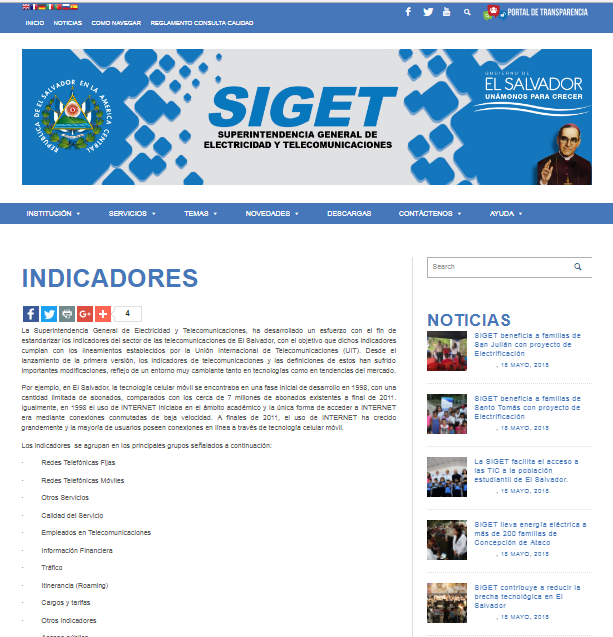 INICIO NOTICIAS COMO NAVEGAR REGLAMENTO CONSULTA CALIDAD
PORTAL DE TRANSPARENCIA
REPUBLICA DE EL SALVADOR EN LA AMERICA CENTRAL
SIGET
SUPERINTENDENCIA GENERAL DE
ELECTRICIDAD Y TELECOMUNICACIONES
GOBIERNO DE
EL SALVADOR
UNÁMONOS PARA CRECER
INSTITUCIÓN SERVICIOS TEMAS NOVEDADES DESCARGAS CONTÁCTENOS AYUDA
INDICADORES
4
La Superintendencia General de Electricidad y Telecomunicaciones, ha desarrollado un esfuerzo con el fin de
estandarizar los indicadores del sector de las telecomunicaciones de El Salvador, con el objetivo que dichos indicadores
cumplan con los lineamientos establecidos por la Unión Internacional de Telecomunicaciones (UIT). Desde el
lanzamiento de la primera versión, los indicadores de telecomunicaciones y las definiciones de estos han sufrido
importantes modificaciones, reflejo de un entorno muy cambiante tanto en tecnologías como en tendencias del mercado.
Por ejemplo, en El Salvador, la tecnología celular móvil se encontraba en una fase inicial de desarrollo en 1998, con una
cantidad limitada de abonados, comparados con los cerca de 7 millones de abonados existentes a final de 2011.
Igualmente, en 1998 el uso de INTERNET iniciaba en el ámbito académico y la única forma de acceder a INTERNET
era mediante conexiones conmutadas de baja velocidad. A finales de 2011, el uso de INTERNET ha crecido
grandemente y la mayoría de usuarios poseen conexiones en línea a través de tecnología celular móvil.
Los indicadores se agrupan en los principales grupos señalados a continuación:
· Redes Telefónicas Fijas
· Redes Telefónicas Móviles
· Otros Servicios
· Calidad del Servicio
· Empleados en Telecomunicaciones
· Información Financiera
· Tráfico
· Itinerancia (Roaming)
· Cargos y tarifas
· Otros Indicadores
Search
NOTICIAS
SIGET beneficia a familias de
San Julián con proyecto de
Electrificación
, 18 MAYO, 2018
SIGET beneficia a familias de
Santo Tomás con proyecto de
Electrificación
, 18 MAYO, 2018
La SIGET facilita el acceso a
las TIC a la población
estudiantil de El Salvador.
, 18 MAYO, 2018
SIGET lleva energía eléctrica a
más de 200 familias de
Concepción de Ataco
, 18 MAYO, 2018
SIGET contribuye a reducir la
brecha tecnológica en El
Salvador
, 17 MAYO, 2018